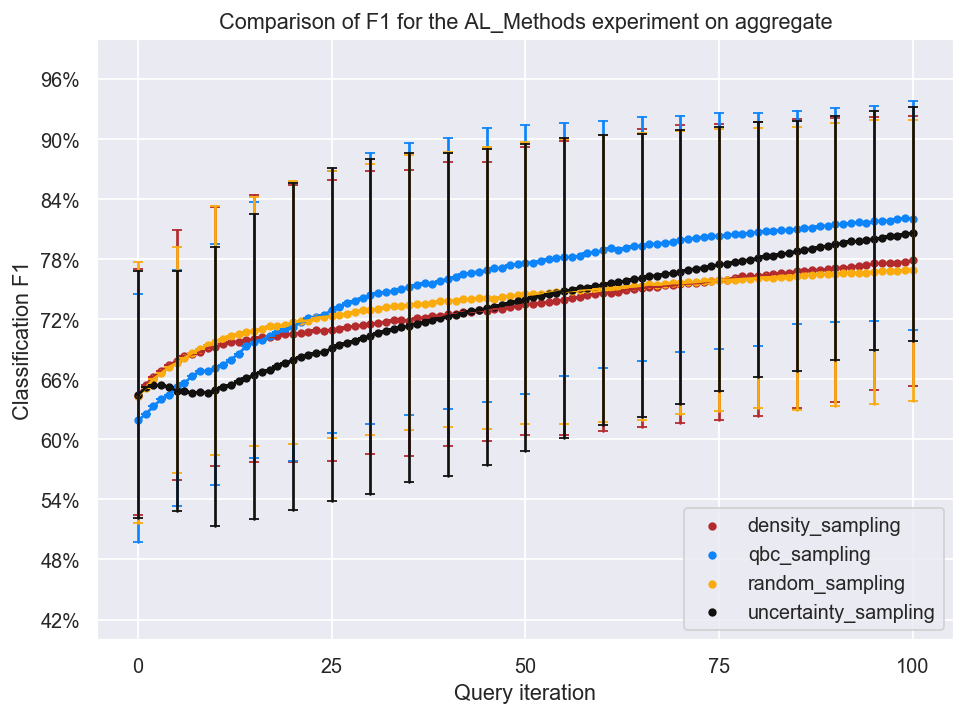 Comparison of F1 for the AL_Methods experiment on aggregate
96%
90%
84%
78%
72%
66%
60%
54%
48%
42%
Classification F1
0 25 50 75 100
Query iteration
density_sampling
qbc_sampling
random_sampling
uncertainty_sampling